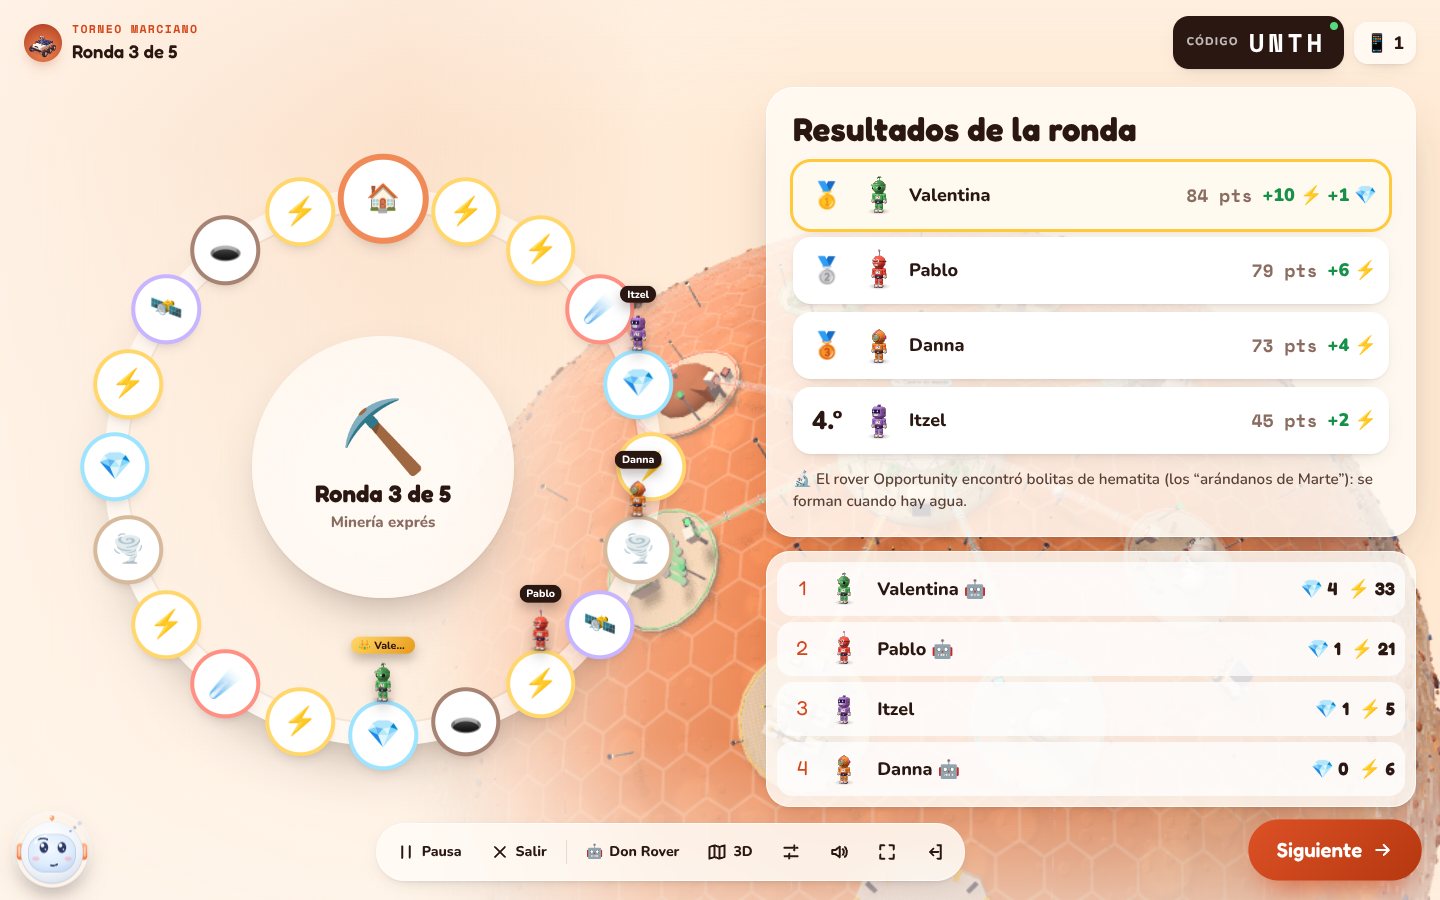 TORNEO MARCIANO
Ronda 3 de 5
CÓDIGO UNTH
1
Resultados de la ronda
1 Valentina 84 pts +10 +1
2 Pablo 79 pts +6
3 Danna 73 pts +4
4.º Itzel 45 pts +2
El rover Opportunity encontró bolitas de hematita (los “arándanos de Marte”): se
forman cuando hay agua.
Itzel
Danna
Pablo
Vale...
Ronda 3 de 5
Minería exprés
1 Valentina 4 33
2 Pablo 1 21
3 Itzel 1 5
4 Danna 0 6
Pausa
Salir
Don Rover
3D
Siguiente